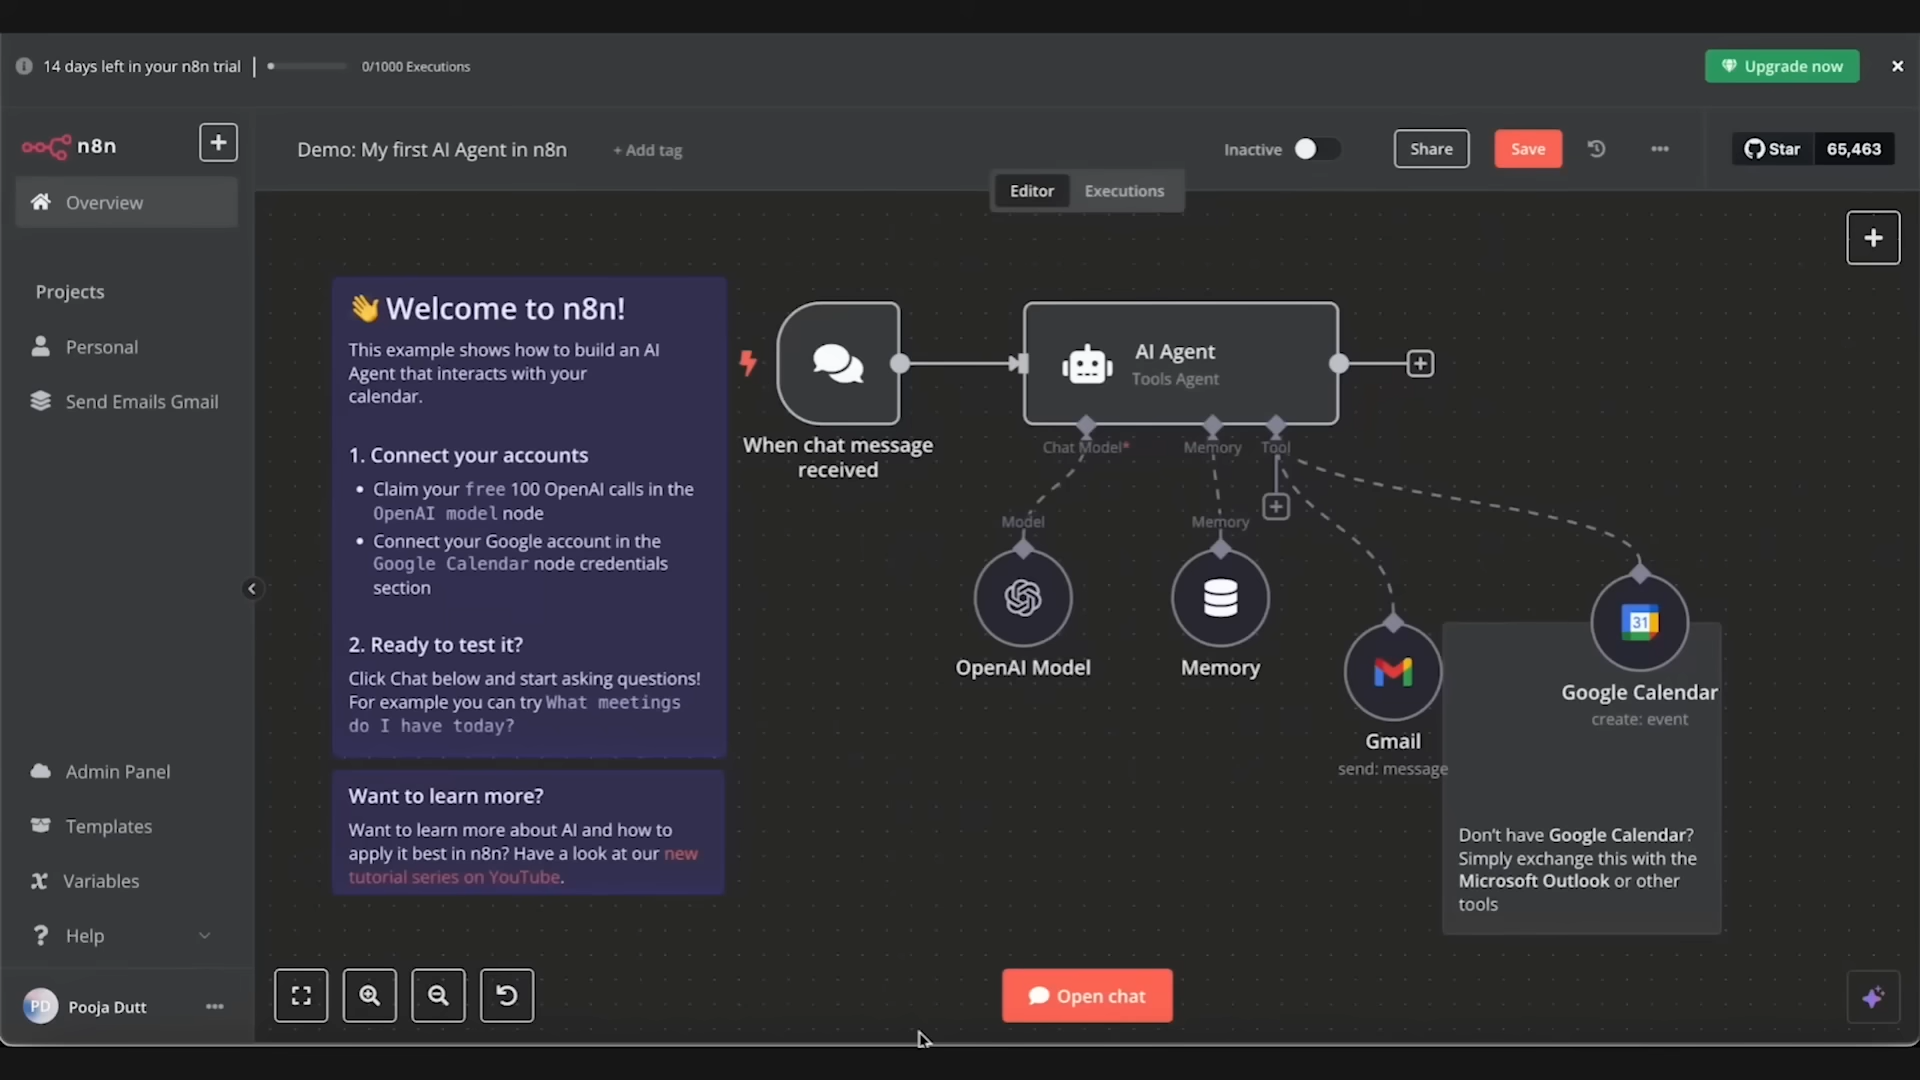 14 days left in your n8n trial
0/1000 Executions
Upgrade now
n8n
Demo: My first AI Agent in n8n
+ Add tag
Inactive
Share
Save
Star
65,463
Editor
Executions
Overview
Projects
Personal
Send Emails Gmail
Admin Panel
Templates
Variables
Help
PD
Pooja Dutt
👋 Welcome to n8n!
This example shows how to build an AI
Agent that interacts with your
calendar.
1. Connect your accounts
• Claim your free 100 OpenAI calls in the
OpenAI model node
• Connect your Google account in the
Google Calendar node credentials
section
2. Ready to test it?
Click Chat below and start asking questions!
For example you can try What meetings
do I have today?
Want to learn more?
Want to learn more about AI and how to
apply it best in n8n? Have a look at our new
tutorial series on YouTube.
When chat message
received
AI Agent
Tools Agent
Chat Model*
Memory
Tool
Model
Memory
OpenAI Model
Memory
Gmail
send: message
31
Google Calendar
create: event
Don't have Google Calendar?
Simply exchange this with the
Microsoft Outlook or other
tools
Open chat